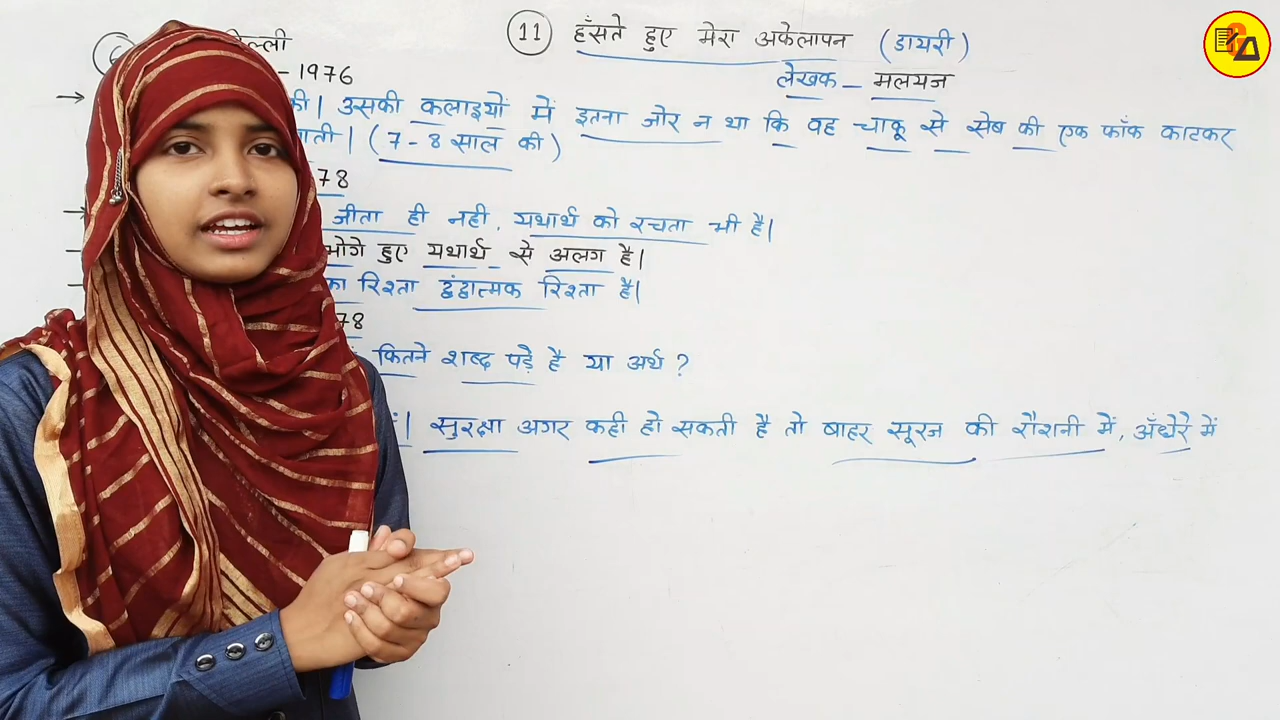 11 हँसते हुए मेरा अकेलापन (डायरी)
लेखक - मलयज
- 1976
→ की। उसकी कलाइयों में इतना जोर न था कि वह चाकू से सेब की एक फाँक काटकर
(7-8 साल की)
78
→ जीता ही नही, यथार्थ को रचता भी है।
भोगे हुए यथार्थ से अलग है।
का रिश्ता द्वंद्वात्मक रिश्ता है।
78
कितने शब्द पड़े है या अर्थ ?
सुरक्षा अगर कही हो सकती है तो बाहर सूरज की रौशनी में, अँधेरे में